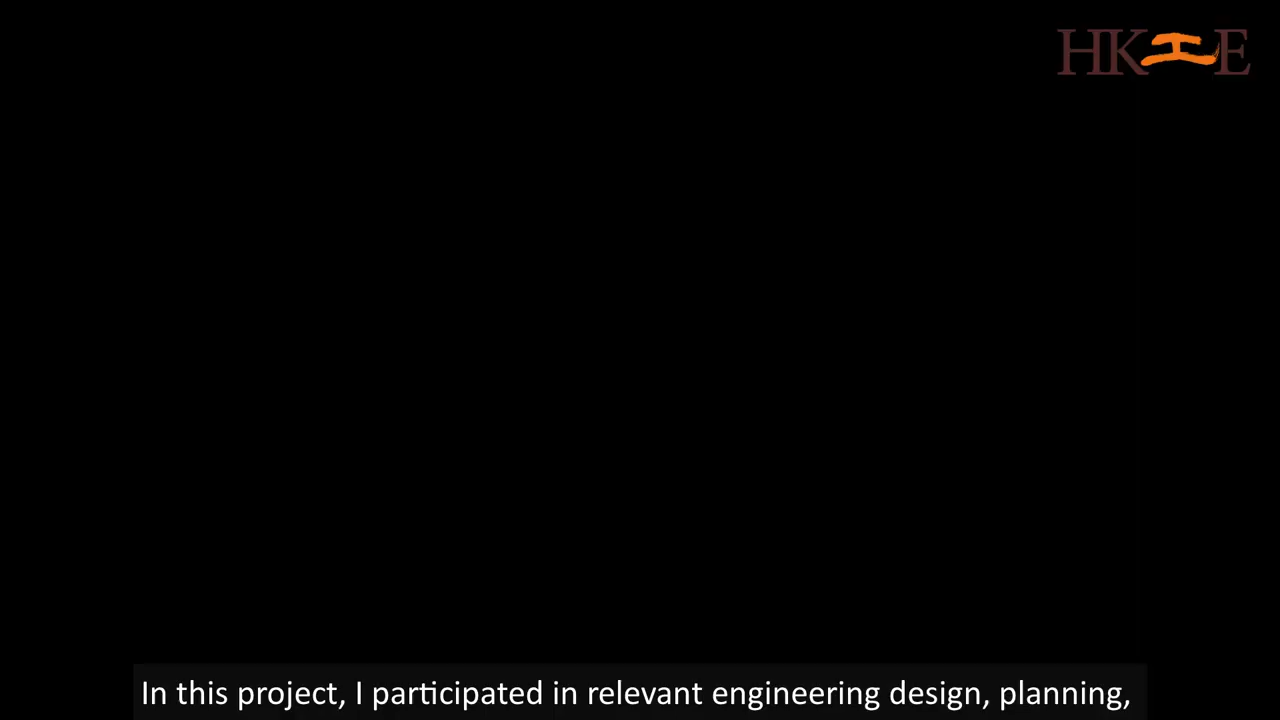 HK工E
In this project, I participated in relevant engineering design, planning,